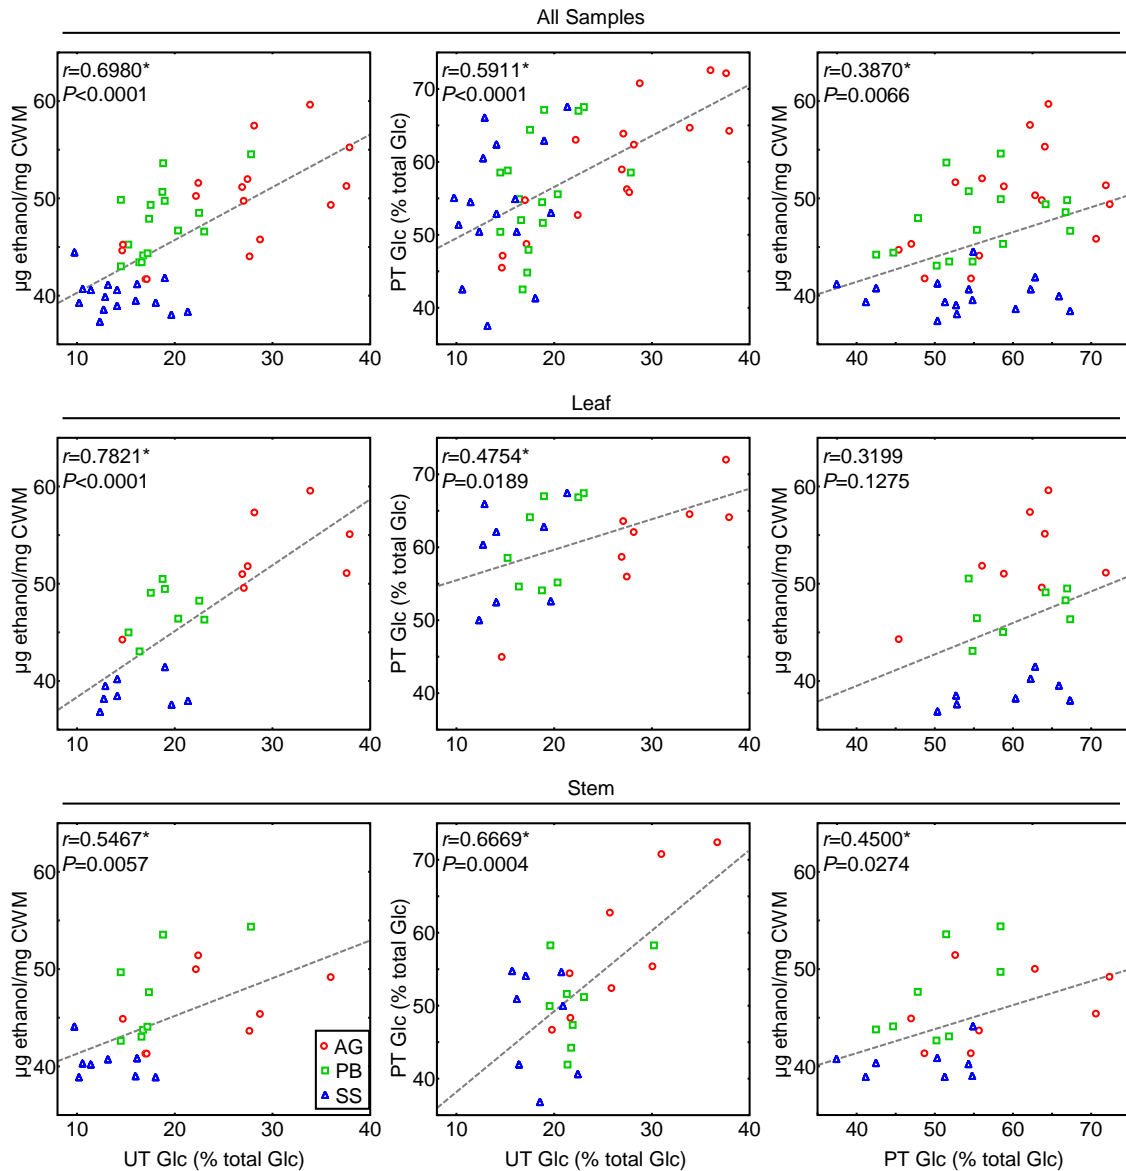 All Samples
r=0.6980*
P<0.0001
µg ethanol/mg CWM
60
50
40
10 20 30 40
r=0.5911*
P<0.0001
PT Glc (% total Glc)
70
60
50
40
10 20 30 40
r=0.3870*
P=0.0066
µg ethanol/mg CWM
60
50
40
40 50 60 70
Leaf
r=0.7821*
P<0.0001
µg ethanol/mg CWM
60
50
40
10 20 30 40
r=0.4754*
P=0.0189
PT Glc (% total Glc)
70
60
50
40
10 20 30 40
r=0.3199
P=0.1275
µg ethanol/mg CWM
60
50
40
40 50 60 70
Stem
r=0.5467*
P=0.0057
µg ethanol/mg CWM
60
50
40
AG
PB
SS
10 20 30 40
UT Glc (% total Glc)
r=0.6669*
P=0.0004
PT Glc (% total Glc)
70
60
50
40
10 20 30 40
UT Glc (% total Glc)
r=0.4500*
P=0.0274
µg ethanol/mg CWM
60
50
40
40 50 60 70
PT Glc (% total Glc)